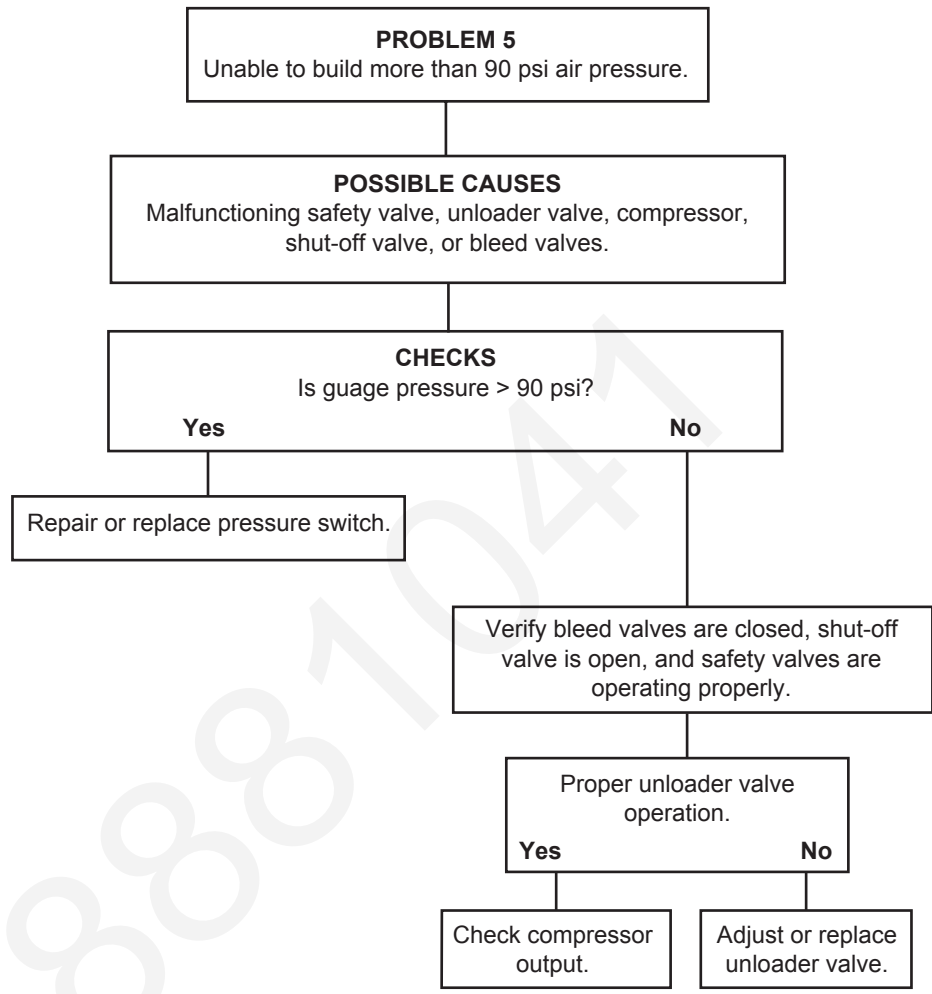 PROBLEM 5
Unable to build more than 90 psi air pressure.
POSSIBLE CAUSES
Malfunctioning safety valve, unloader valve, compressor,
shut-off valve, or bleed valves.
CHECKS
Is guage pressure > 90 psi?
Yes
No
Repair or replace pressure switch.
Verify bleed valves are closed, shut-off
valve is open, and safety valves are
operating properly.
Proper unloader valve
operation.
Yes
No
Check compressor
output.
Adjust or replace
unloader valve.
8881041